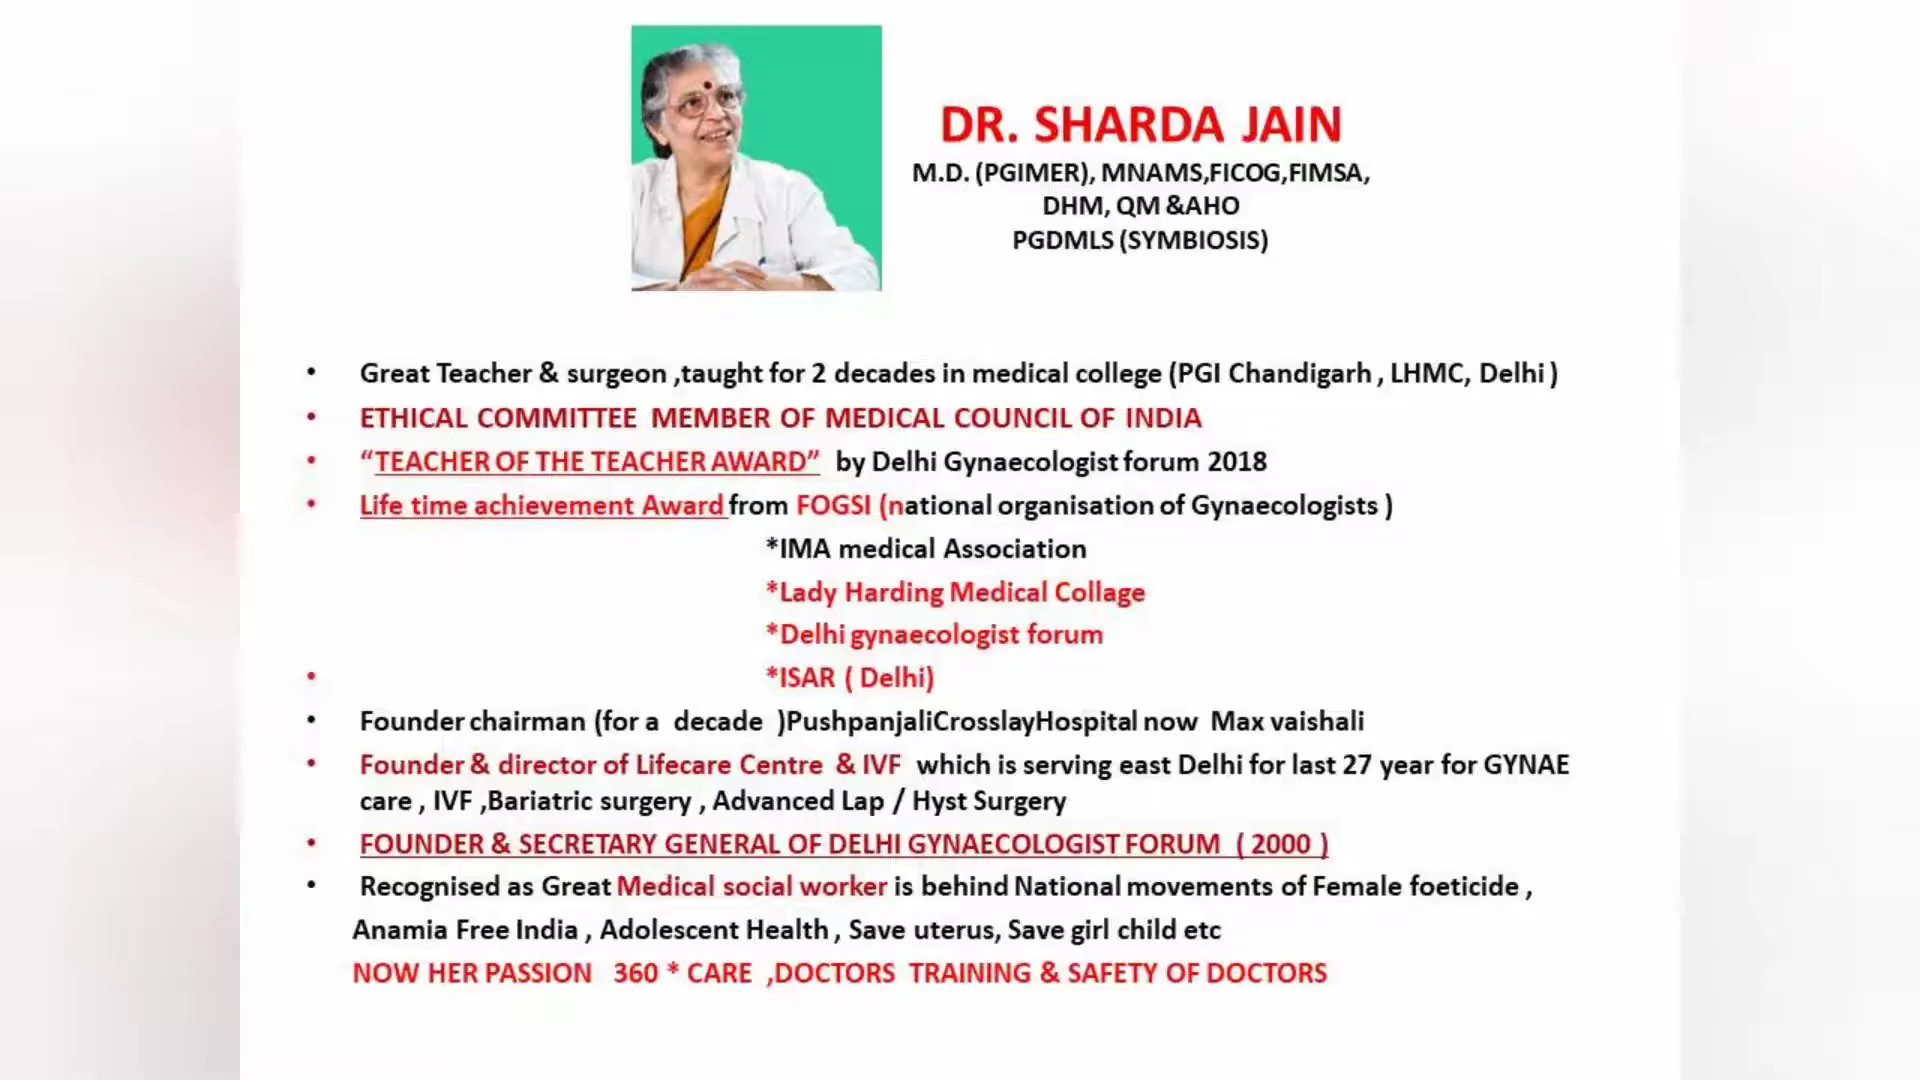 DR. SHARDA JAIN
M.D. (PGIMER), MNAMS,FICOG,FIMSA,
DHM, QM &AHO
PGDMLS (SYMBIOSIS)
• Great Teacher & surgeon ,taught for 2 decades in medical college (PGI Chandigarh , LHMC, Delhi )
• ETHICAL COMMITTEE MEMBER OF MEDICAL COUNCIL OF INDIA
• “TEACHER OF THE TEACHER AWARD” by Delhi Gynaecologist forum 2018
• Life time achievement Award from FOGSI (national organisation of Gynaecologists )
*IMA medical Association
*Lady Harding Medical Collage
*Delhi gynaecologist forum
• *ISAR ( Delhi)
• Founder chairman (for a decade )PushpanjaliCrosslayHospital now Max vaishali
• Founder & director of Lifecare Centre & IVF which is serving east Delhi for last 27 year for GYNAE
care , IVF ,Bariatric surgery , Advanced Lap / Hyst Surgery
• FOUNDER & SECRETARY GENERAL OF DELHI GYNAECOLOGIST FORUM ( 2000 )
• Recognised as Great Medical social worker is behind National movements of Female foeticide ,
Anamia Free India , Adolescent Health , Save uterus, Save girl child etc
NOW HER PASSION 360 * CARE ,DOCTORS TRAINING & SAFETY OF DOCTORS